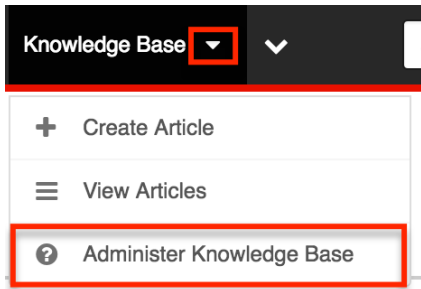 Knowledge Base
Create Article
View Articles
Administer Knowledge Base